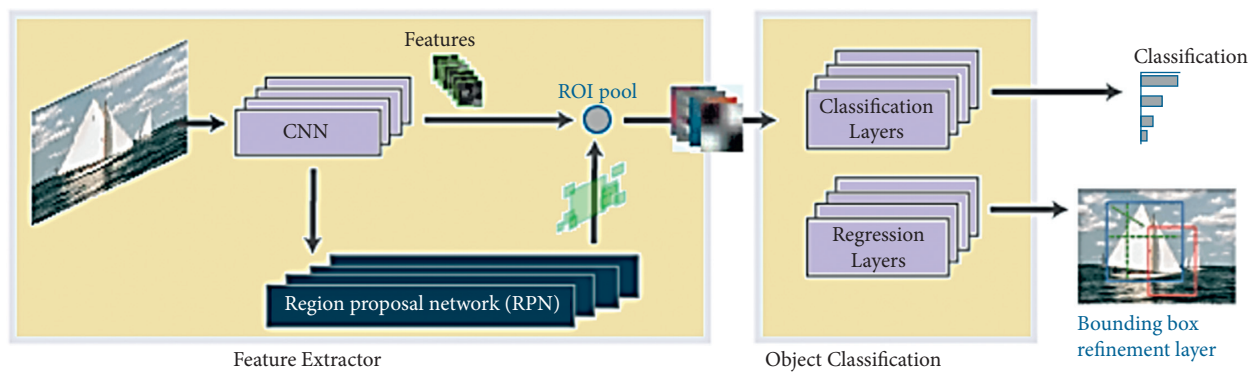 Features
CNN
ROI pool
Region proposal network (RPN)
Feature Extractor
Classification
Layers
Regression
Layers
Object Classification
Classification
Bounding box
refinement layer